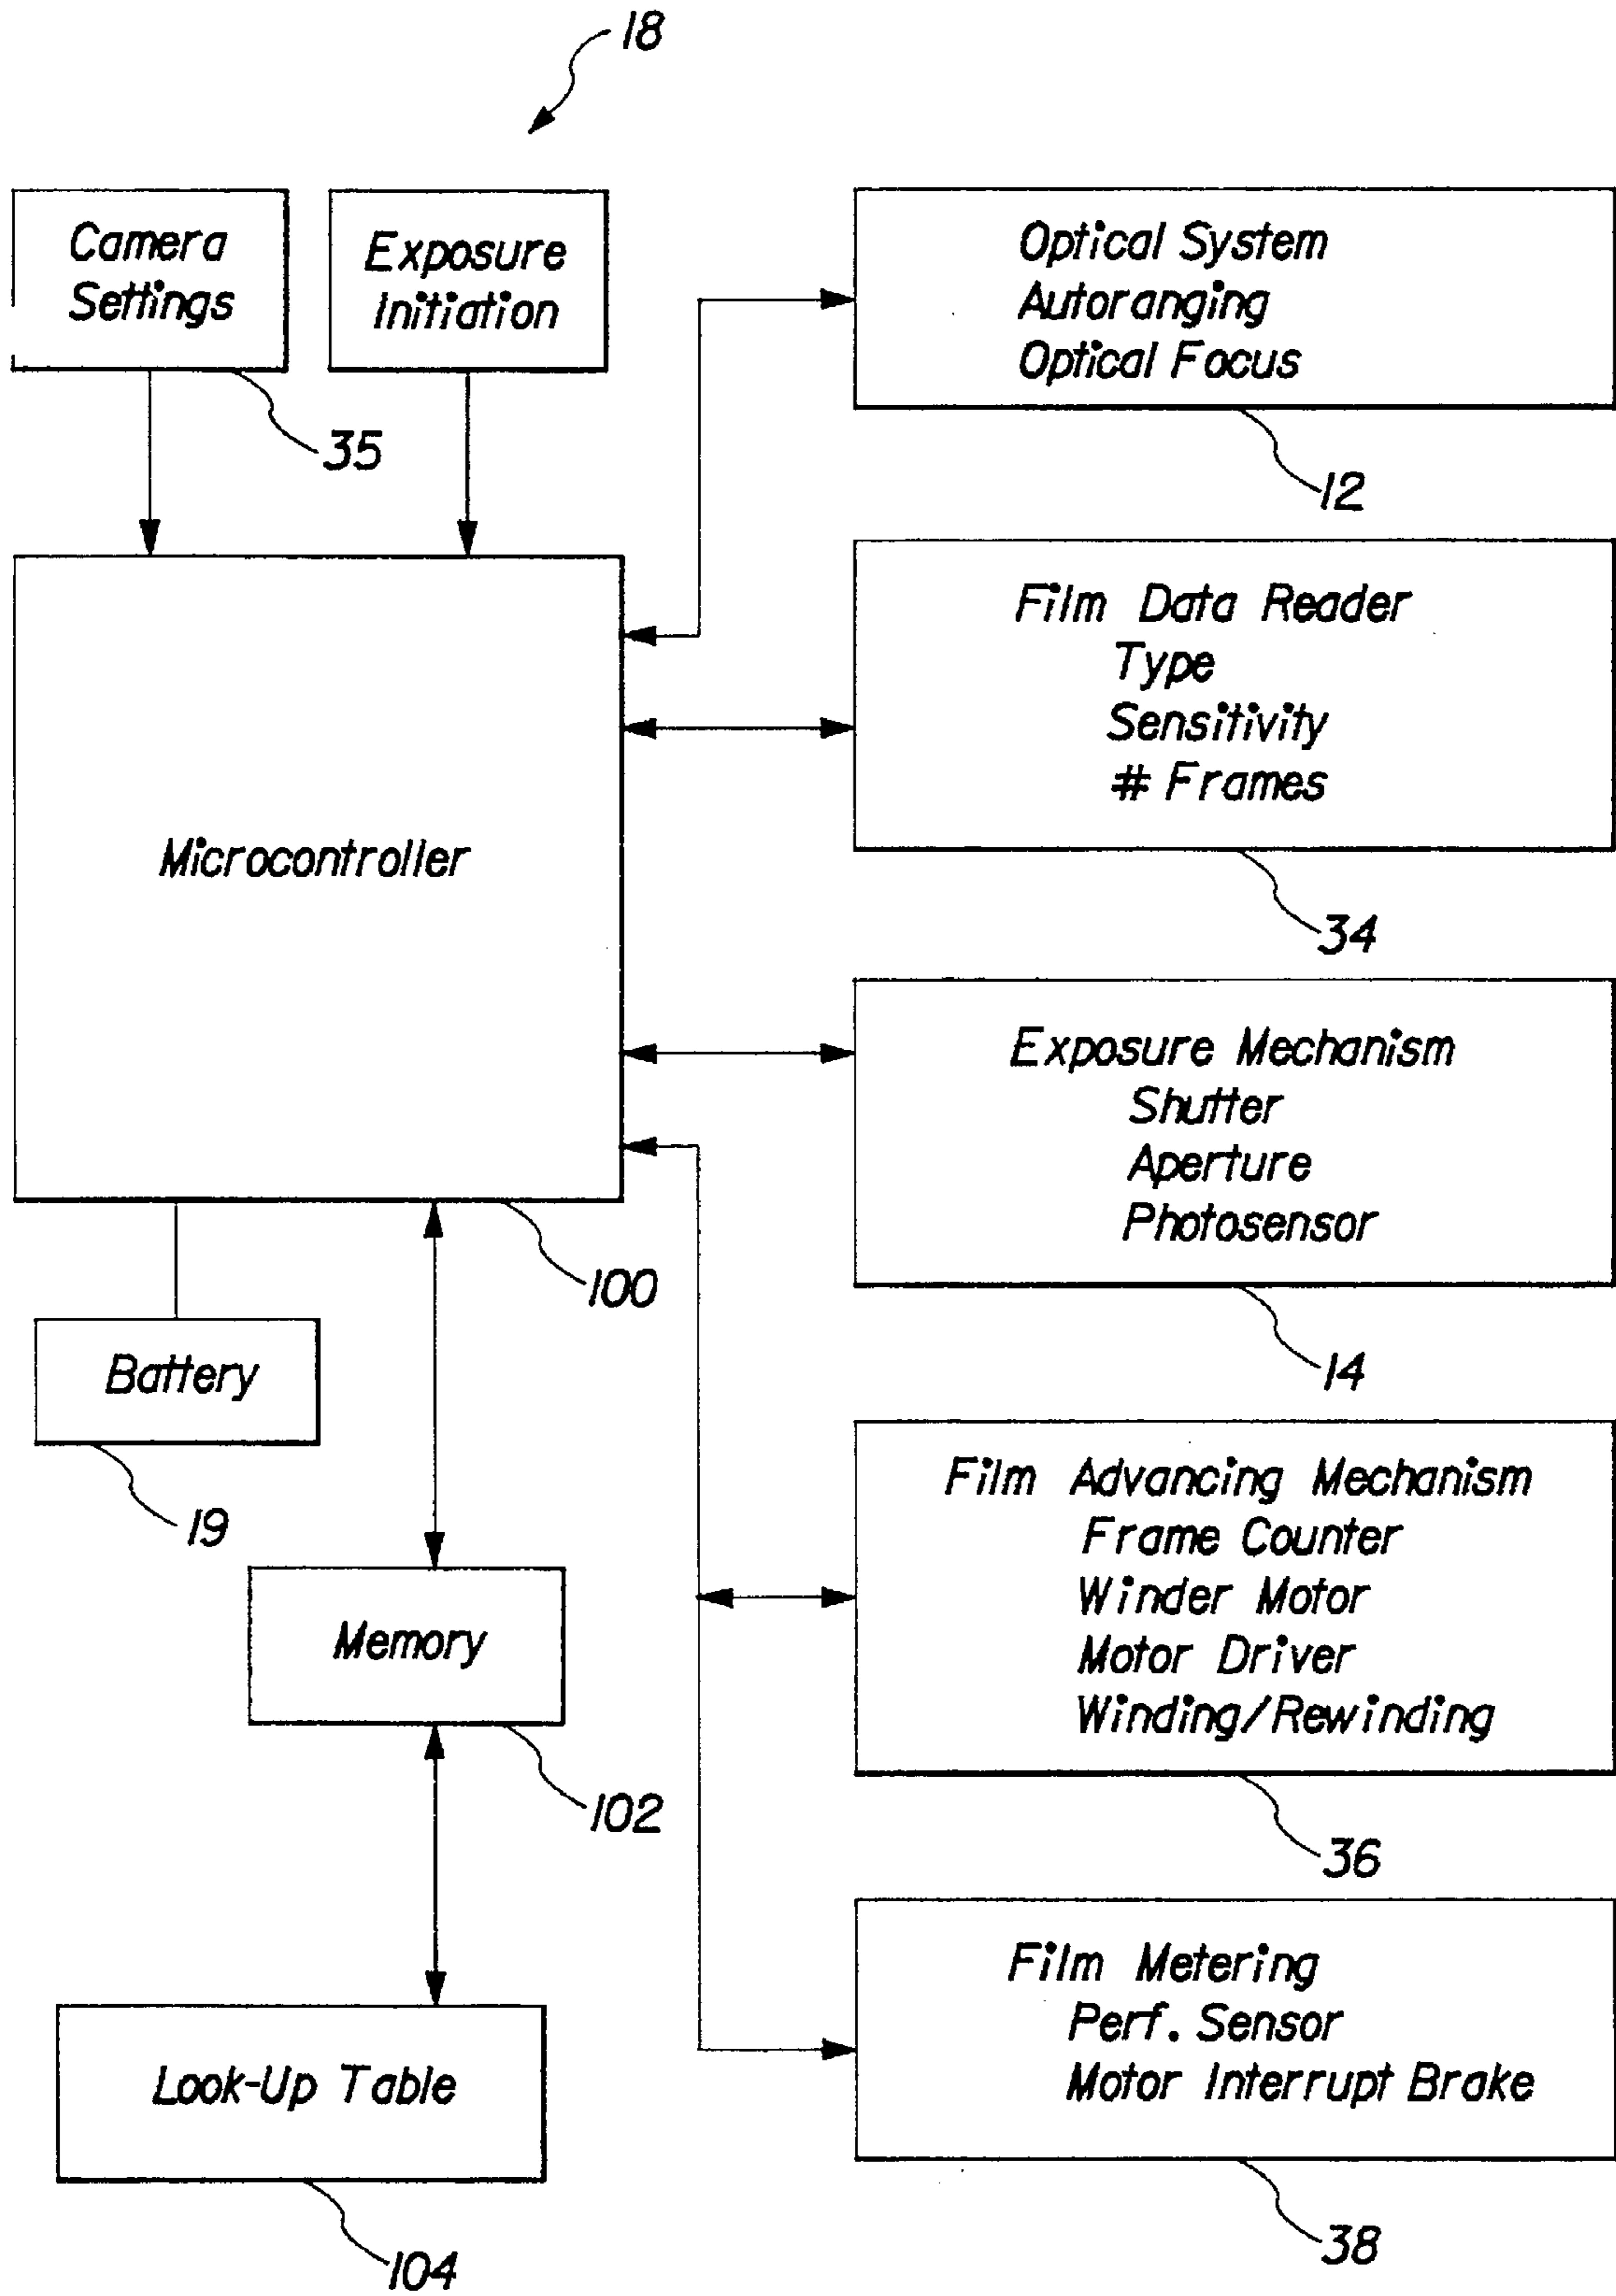 18
Camera
Settings
35
Exposure
Initiation
Optical System
Autoranging
Optical Focus
12
Film Data Reader
Type
Sensitivity
# Frames
34
Microcontroller
100
Exposure Mechanism
Shutter
Aperture
Photosensor
14
Battery
19
Film Advancing Mechanism
Frame Counter
Winder Motor
Motor Driver
Winding/Rewinding
36
Memory
102
Film Metering
Perf. Sensor
Motor Interrupt Brake
38
Look-Up Table
104